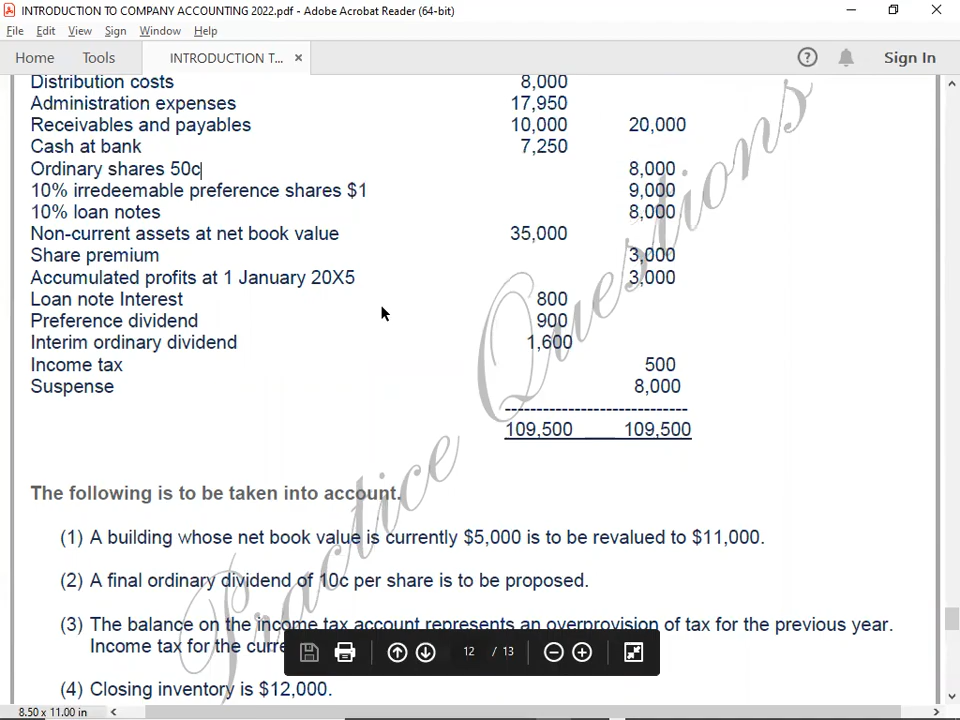 INTRODUCTION TO COMPANY ACCOUNTING 2022.pdf - Adobe Acrobat Reader (64-bit)
File Edit View Sign Window Help
Home Tools INTRODUCTION T... × Sign In
Distribution costs 8,000
Administration expenses 17,950
Receivables and payables 10,000 20,000
Cash at bank 7,250
Ordinary shares 50c 8,000
10% irredeemable preference shares $1 9,000
10% loan notes 8,000
Non-current assets at net book value 35,000
Share premium 3,000
Accumulated profits at 1 January 20X5 3,000
Loan note Interest 800
Preference dividend 900
Interim ordinary dividend 1,600
Income tax 500
Suspense 8,000
109,500 109,500
The following is to be taken into account.
(1) A building whose net book value is currently $5,000 is to be revalued to $11,000.
(2) A final ordinary dividend of 10c per share is to be proposed.
(3) The balance on the income tax account represents an overprovision of tax for the previous year.
Income tax for the
12 / 13
(4) Closing inventory is $12,000.
8.50 x 11.00 in
Practice Questions